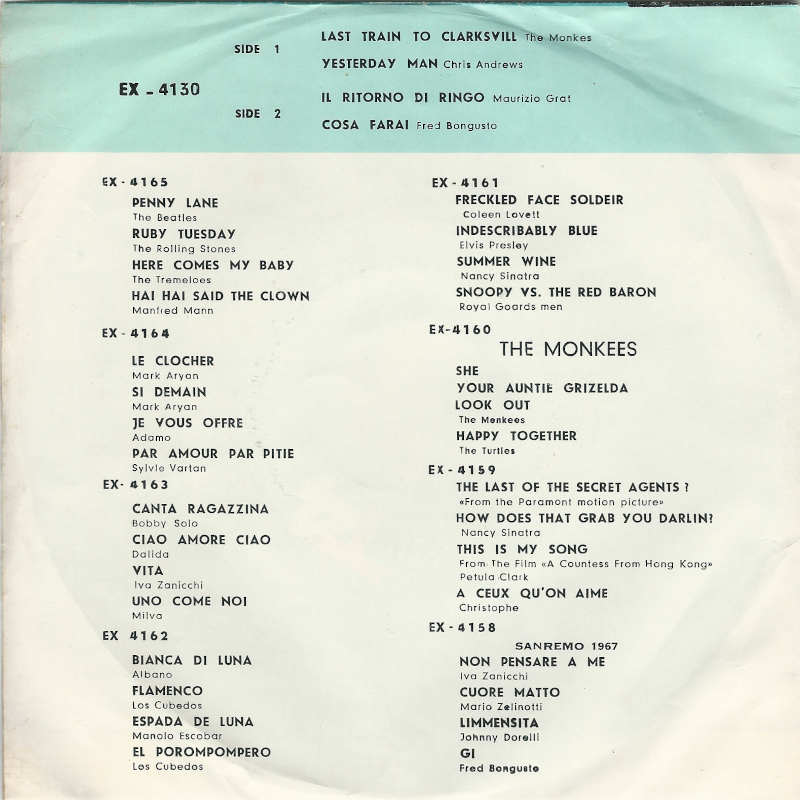 SIDE 1
LAST TRAIN TO CLARKSVILL The Monkes
YESTERDAY MAN Chris Andrews
EX - 4130
SIDE 2
IL RITORNO DI RINGO Maurizio Grat
COSA FARAI Fred Bongusto
EX - 4165
PENNY LANE
The Beatles
RUBY TUESDAY
The Rolling Stones
HERE COMES MY BABY
The Tremeloes
HAI HAI SAID THE CLOWN
Manfred Mann
EX - 4164
LE CLOCHER
Mark Aryan
SI DEMAIN
Mark Aryan
JE VOUS OFFRE
Adamo
PAR AMOUR PAR PITIE
Sylvie Vartan
EX- 4163
CANTA RAGAZZINA
Bobby Solo
CIAO AMORE CIAO
Dalida
VITA
Iva Zanicchi
UNO COME NOI
Milva
EX 4162
BIANCA DI LUNA
Albano
FLAMENCO
Los Cubedos
ESPADA DE LUNA
Manolo Escobar
EL POROMPOMPERO
Los Cubedos
EX - 4161
FRECKLED FACE SOLDEIR
Coleen Lovett
INDESCRIBABLY BLUE
Elvis Presley
SUMMER WINE
Nancy Sinatra
SNOOPY VS. THE RED BARON
Royal Goards men
EX-4160
THE MONKEES
SHE
YOUR AUNTIE GRIZELDA
LOOK OUT
The Monkees
HAPPY TOGETHER
The Turtles
EX - 4159
THE LAST OF THE SECRET AGENTS ?
«From the Paramont motion picture»
HOW DOES THAT GRAB YOU DARLIN?
Nancy Sinatra
THIS IS MY SONG
From The Film «A Countess From Hong Kong»
Petula Clark
A CEUX QU'ON AIME
Christophe
EX - 4158
SANREMO 1967
NON PENSARE A ME
Iva Zanicchi
CUORE MATTO
Mario Zelinotti
LIMMENSITA
Johnny Dorelli
GI
Fred Bongusto